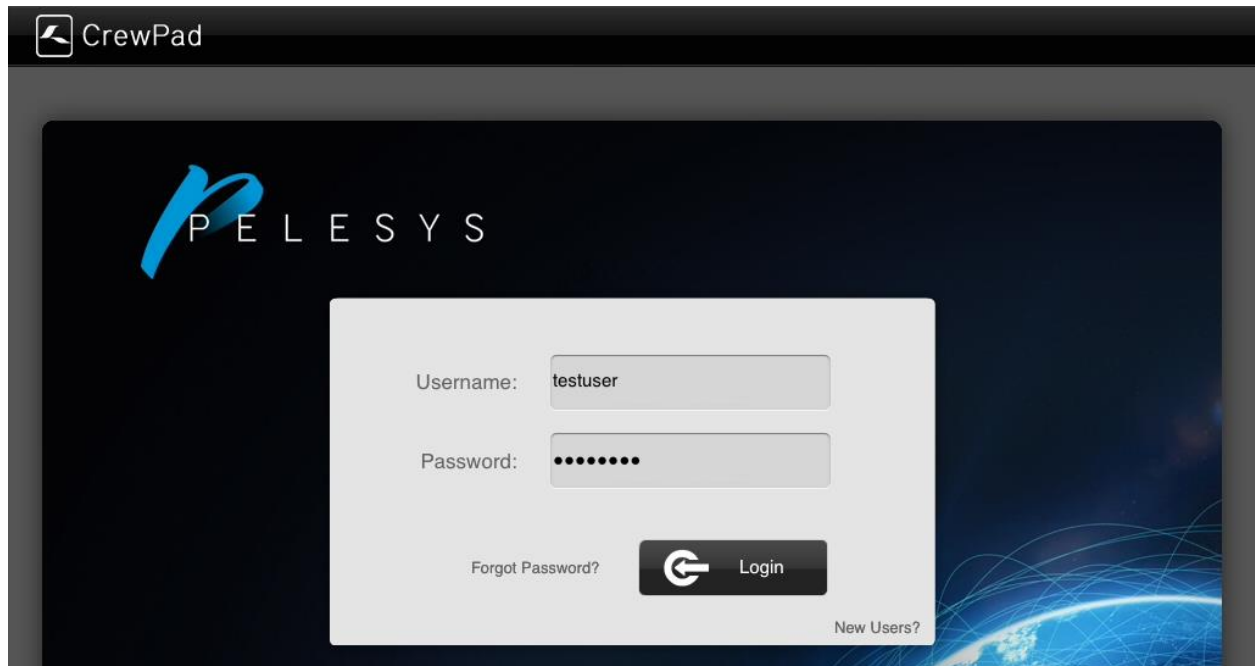 CrewPad
PELESYS
Username: testuser
Password: ••••••••
Forgot Password? Login
New Users?